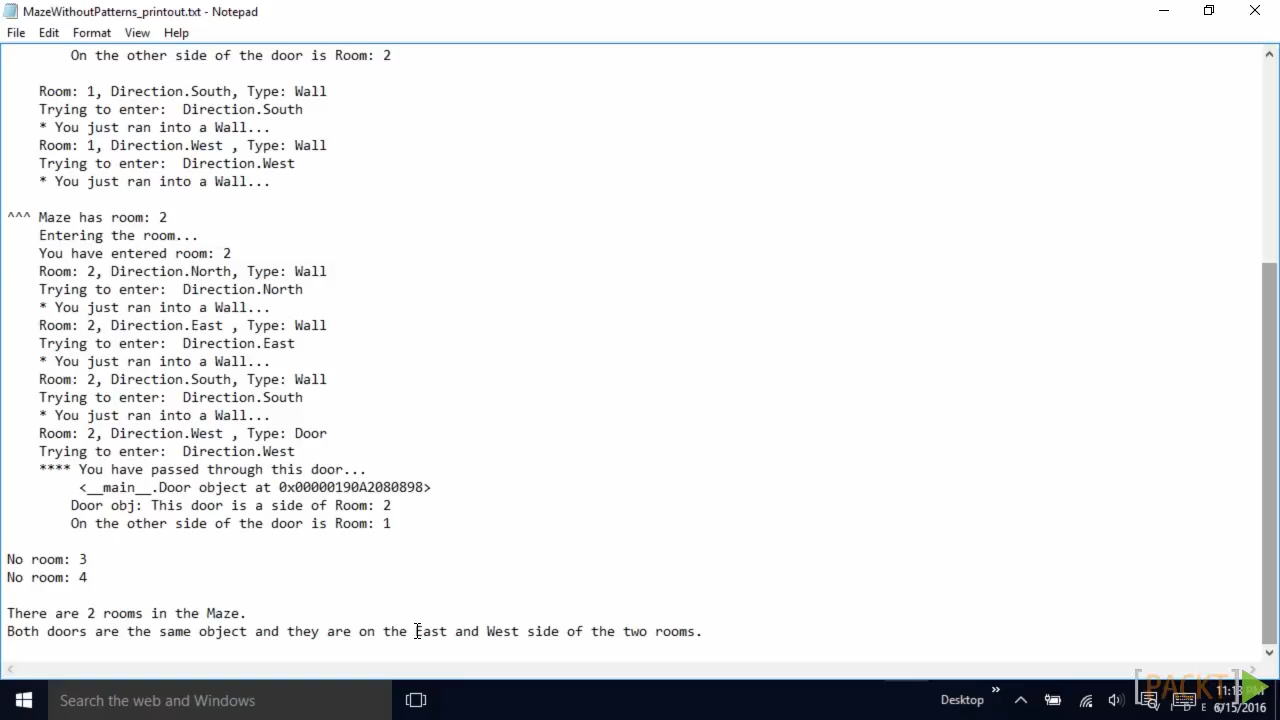 MazeWithoutPatterns_printout.txt - Notepad
File Edit Format View Help
On the other side of the door is Room: 2
Room: 1, Direction.South, Type: Wall
Trying to enter:  Direction.South
* You just ran into a Wall...
Room: 1, Direction.West , Type: Wall
Trying to enter:  Direction.West
* You just ran into a Wall...
^^^ Maze has room: 2
Entering the room...
You have entered room: 2
Room: 2, Direction.North, Type: Wall
Trying to enter:  Direction.North
* You just ran into a Wall...
Room: 2, Direction.East , Type: Wall
Trying to enter:  Direction.East
* You just ran into a Wall...
Room: 2, Direction.South, Type: Wall
Trying to enter:  Direction.South
* You just ran into a Wall...
Room: 2, Direction.West , Type: Door
Trying to enter:  Direction.West
**** You have passed through this door...
<__main__.Door object at 0x00000190A2080898>
Door obj: This door is a side of Room: 2
On the other side of the door is Room: 1
No room: 3
No room: 4
There are 2 rooms in the Maze.
Both doors are the same object and they are on the East and West side of the two rooms.
Search the web and Windows
Desktop
11:18 PM
6/15/2016
PACKT